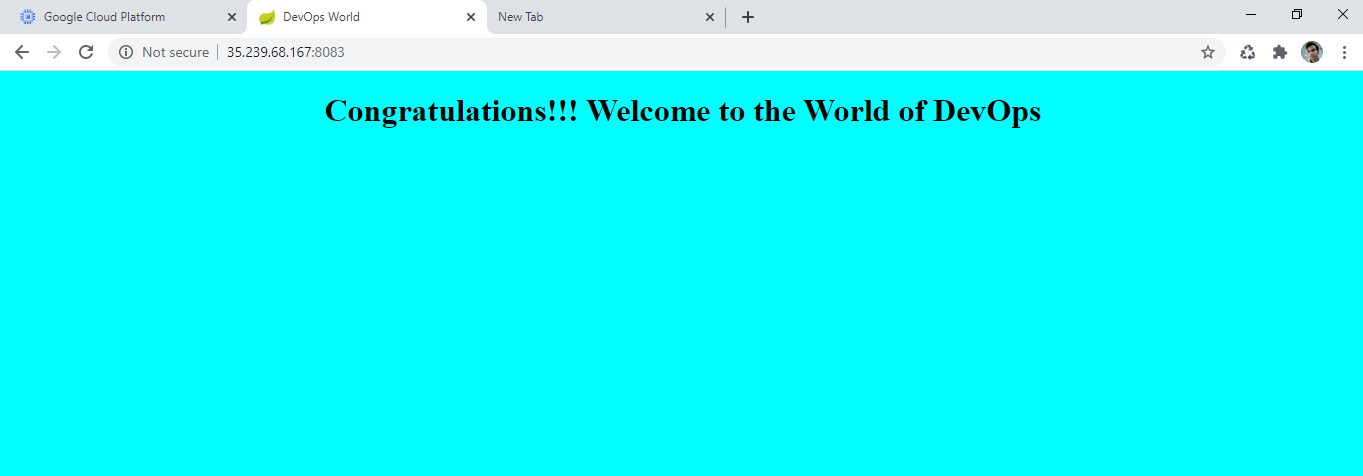 Google Cloud Platform
DevOps World
New Tab
Not secure
35.239.68.167:8083
Congratulations!!! Welcome to the World of DevOps